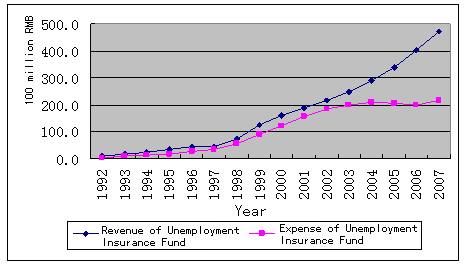 500.0
400.0
300.0
200.0
100.0
0.0
100 million RMB
1992 1993 1994 1995 1996 1997 1998 1999 2000 2001 2002 2003 2004 2005 2006 2007
Year
Revenue of Unemployment
Insurance Fund
Expense of Unemployment
Insurance Fund